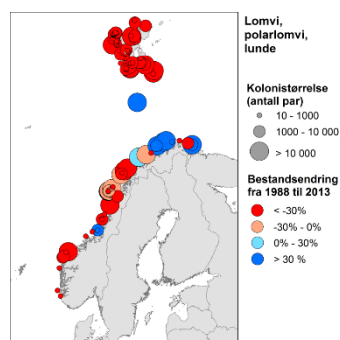 Lomvi,
polarlomvi,
lunde
Kolonistørrelse
(antall par)
10 - 1000
1000 - 10 000
> 10 000
Bestandsendring
fra 1988 til 2013
< -30%
-30% - 0%
0% - 30%
> 30 %